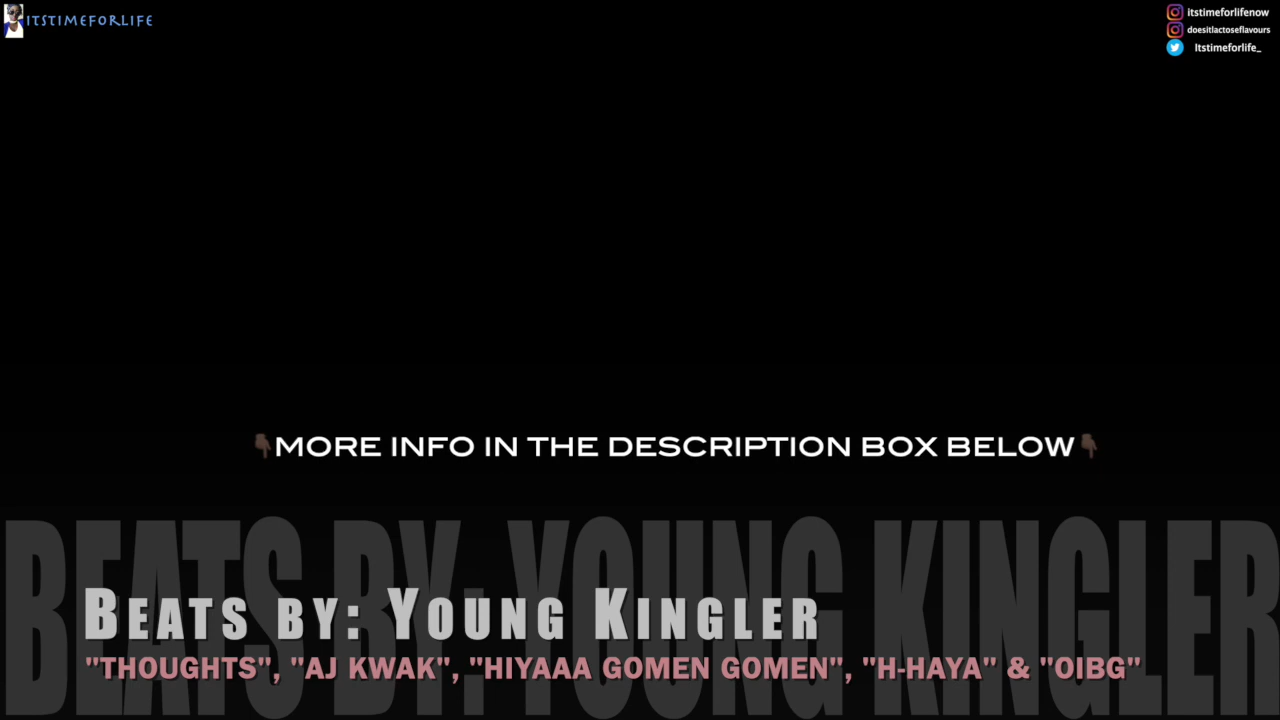 ITSTIMEFORLIFE
itstimeforlifenow
doesitlactoseflavours
Itstimeforlife_
👇🏿MORE INFO IN THE DESCRIPTION BOX BELOW👇🏿
BEATS BY: YOUNG KINGLER
BEATS BY: YOUNG KINGLER
"THOUGHTS", "AJ KWAK", "HIYAAA GOMEN GOMEN", "H-HAYA" & "OIBG"